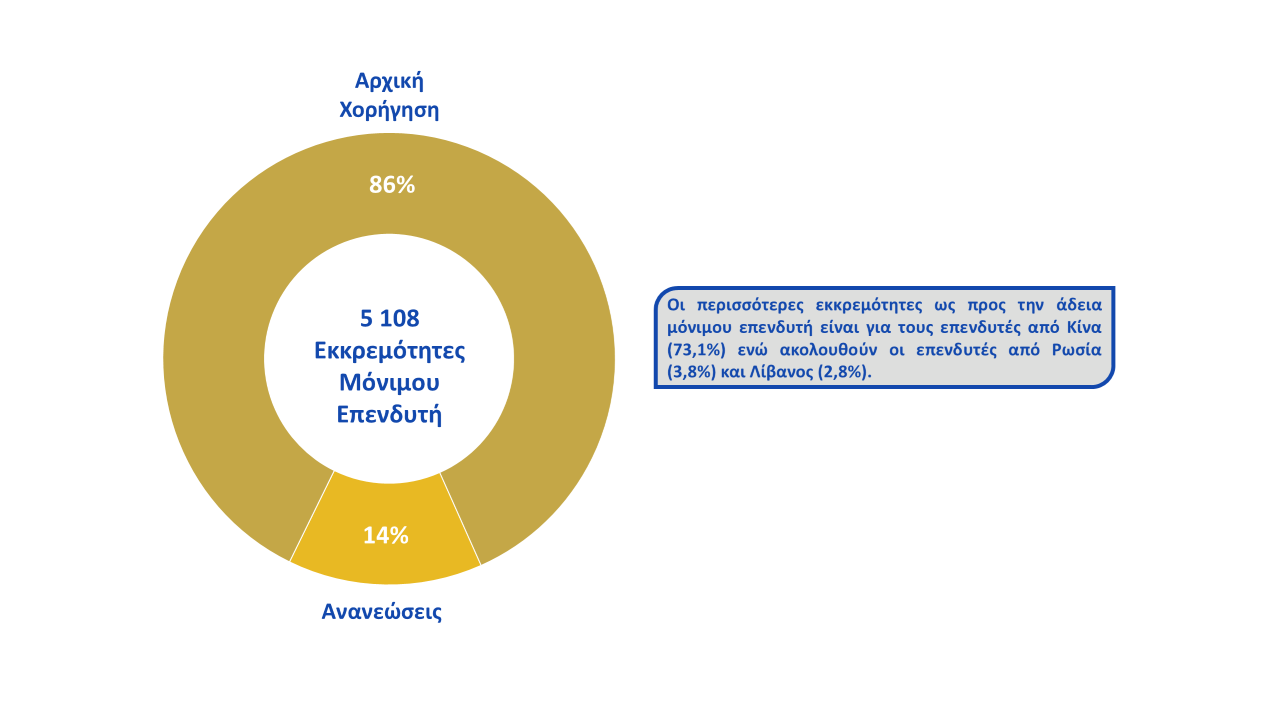 Αρχική
Χορήγηση
86%
5 108
Εκκρεμότητες
Μόνιμου
Επενδυτή
14%
Ανανεώσεις
Οι περισσότερες εκκρεμότητες ως προς την άδεια
μόνιμου επενδυτή είναι για τους επενδυτές από Κίνα
(73,1%) ενώ ακολουθούν οι επενδυτές από Ρωσία
(3,8%) και Λίβανος (2,8%).